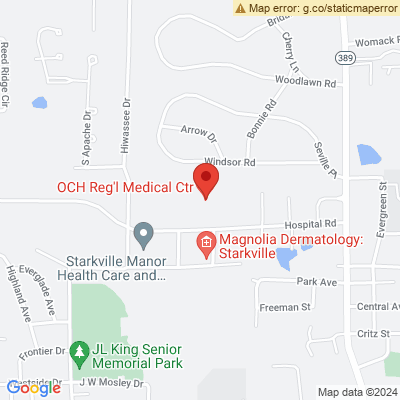 Map error: g.co/staticmaperror
Cherry Ln
Womack R
389
Reed Ridge Cir
Woodlawn Rd
S Apache Dr
Hiwassee Dr
Arrow Dr
Bonnie Rd
Windsor Rd
Seville Pl
OCH Reg'l Medical Ctr
Evergreen St
Hospital Rd
Starkville Manor
Health Care and...
Magnolia Dermatology:
Starkville
Everglade Ave
Highland Ave
Park Ave
Freeman St
Central Av
Critz St
Frontier Dr
JL King Senior
Memorial Park
Eastside Dr
J W Mosley Dr
Google
Map data ©2024